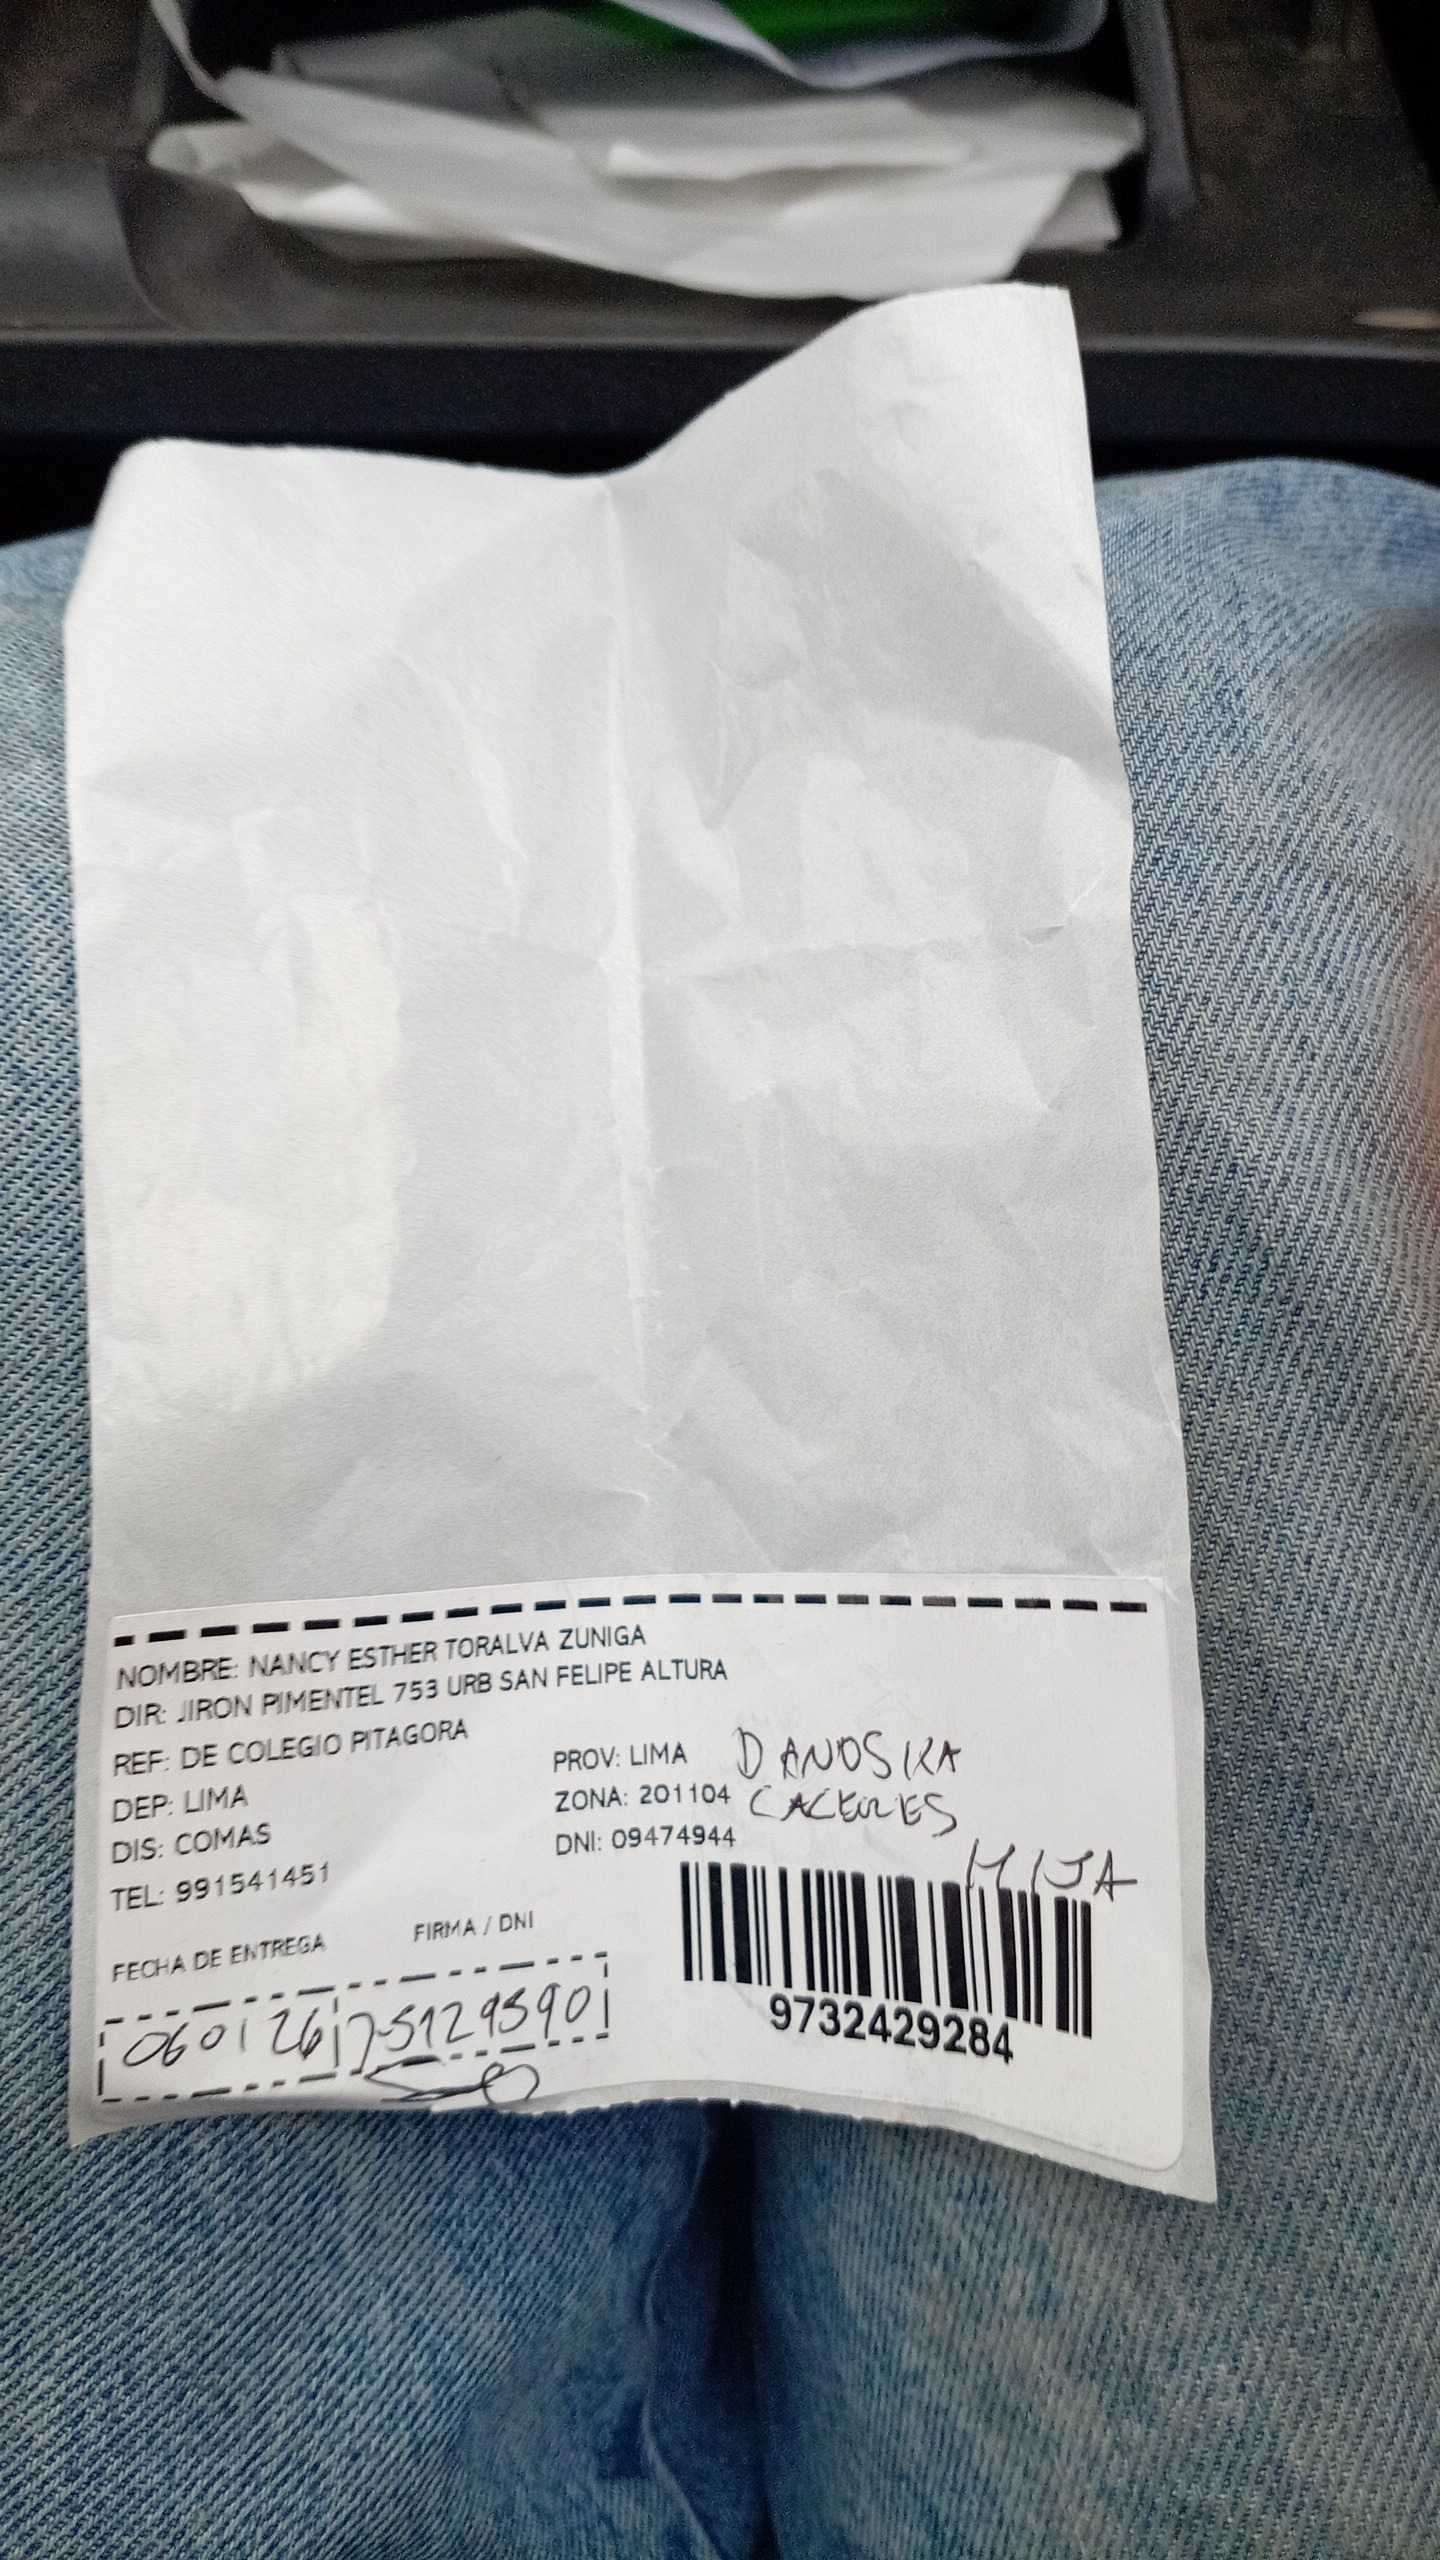 NOMBRE: NANCY ESTHER TORALVA ZUNIGA
DIR: JIRON PIMENTEL 753 URB SAN FELIPE ALTURA
REF: DE COLEGIO PITAGORA
DEP: LIMA PROV: LIMA
DIS: COMAS ZONA: 201104
TEL: 991541451 DNI: 09474944
DANOSKA
CACERES
HIJA
FECHA DE ENTREGA FIRMA / DNI
060126
9732429284